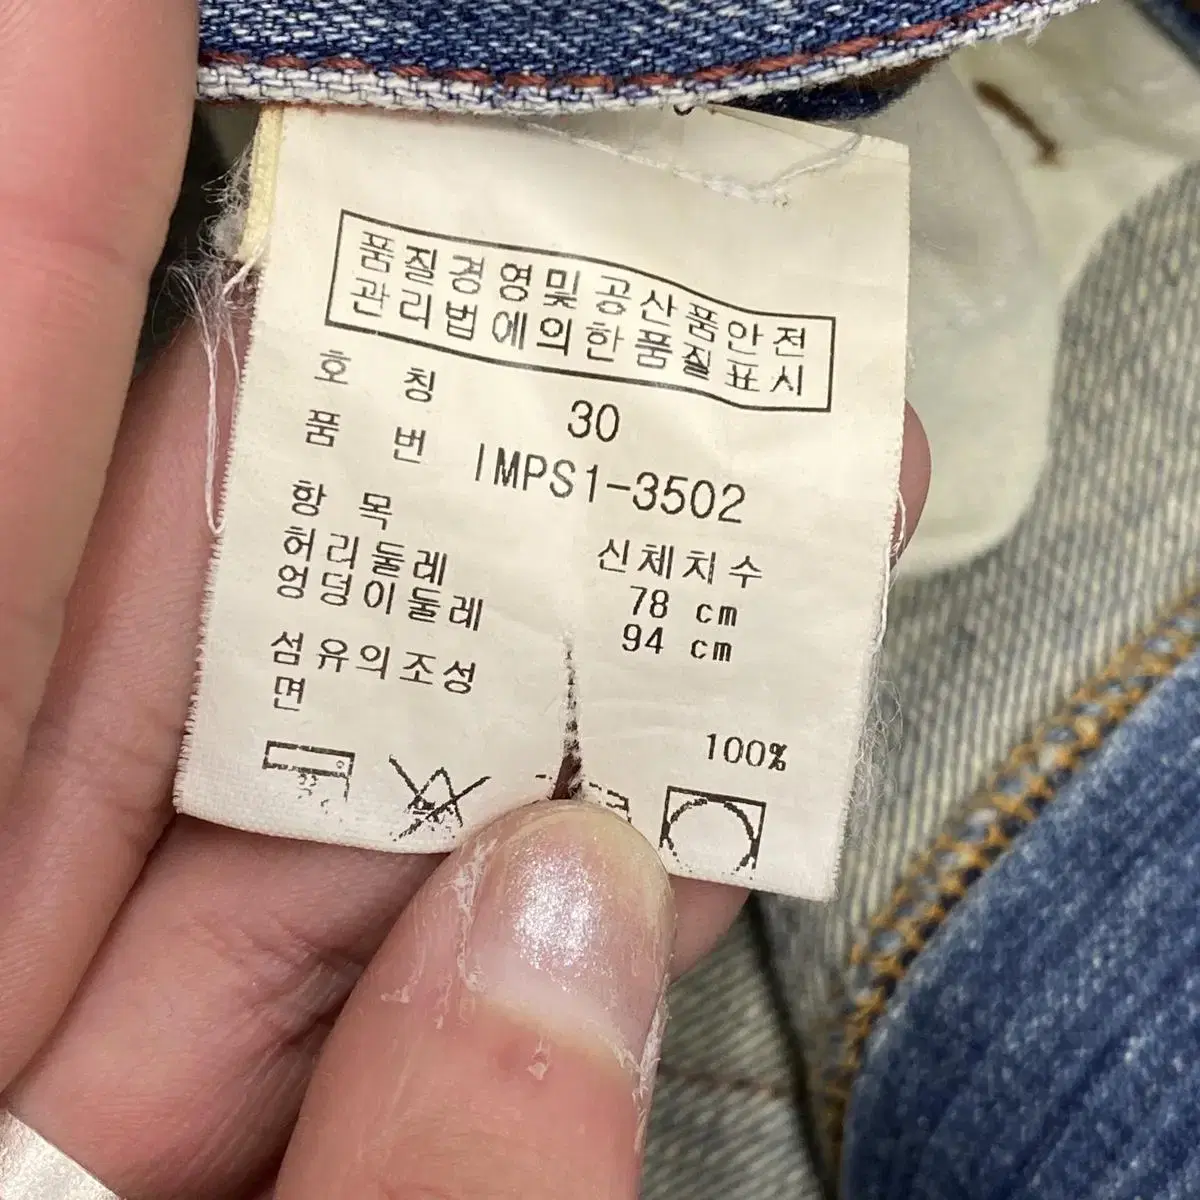 품질경영및공산품안전
관리법에의한품질표시
호 칭 30
품 번 IMPS1-3502
항 목 신체치수
허리둘레 78 cm
엉덩이둘레 94 cm
섬유의조성
면 100%